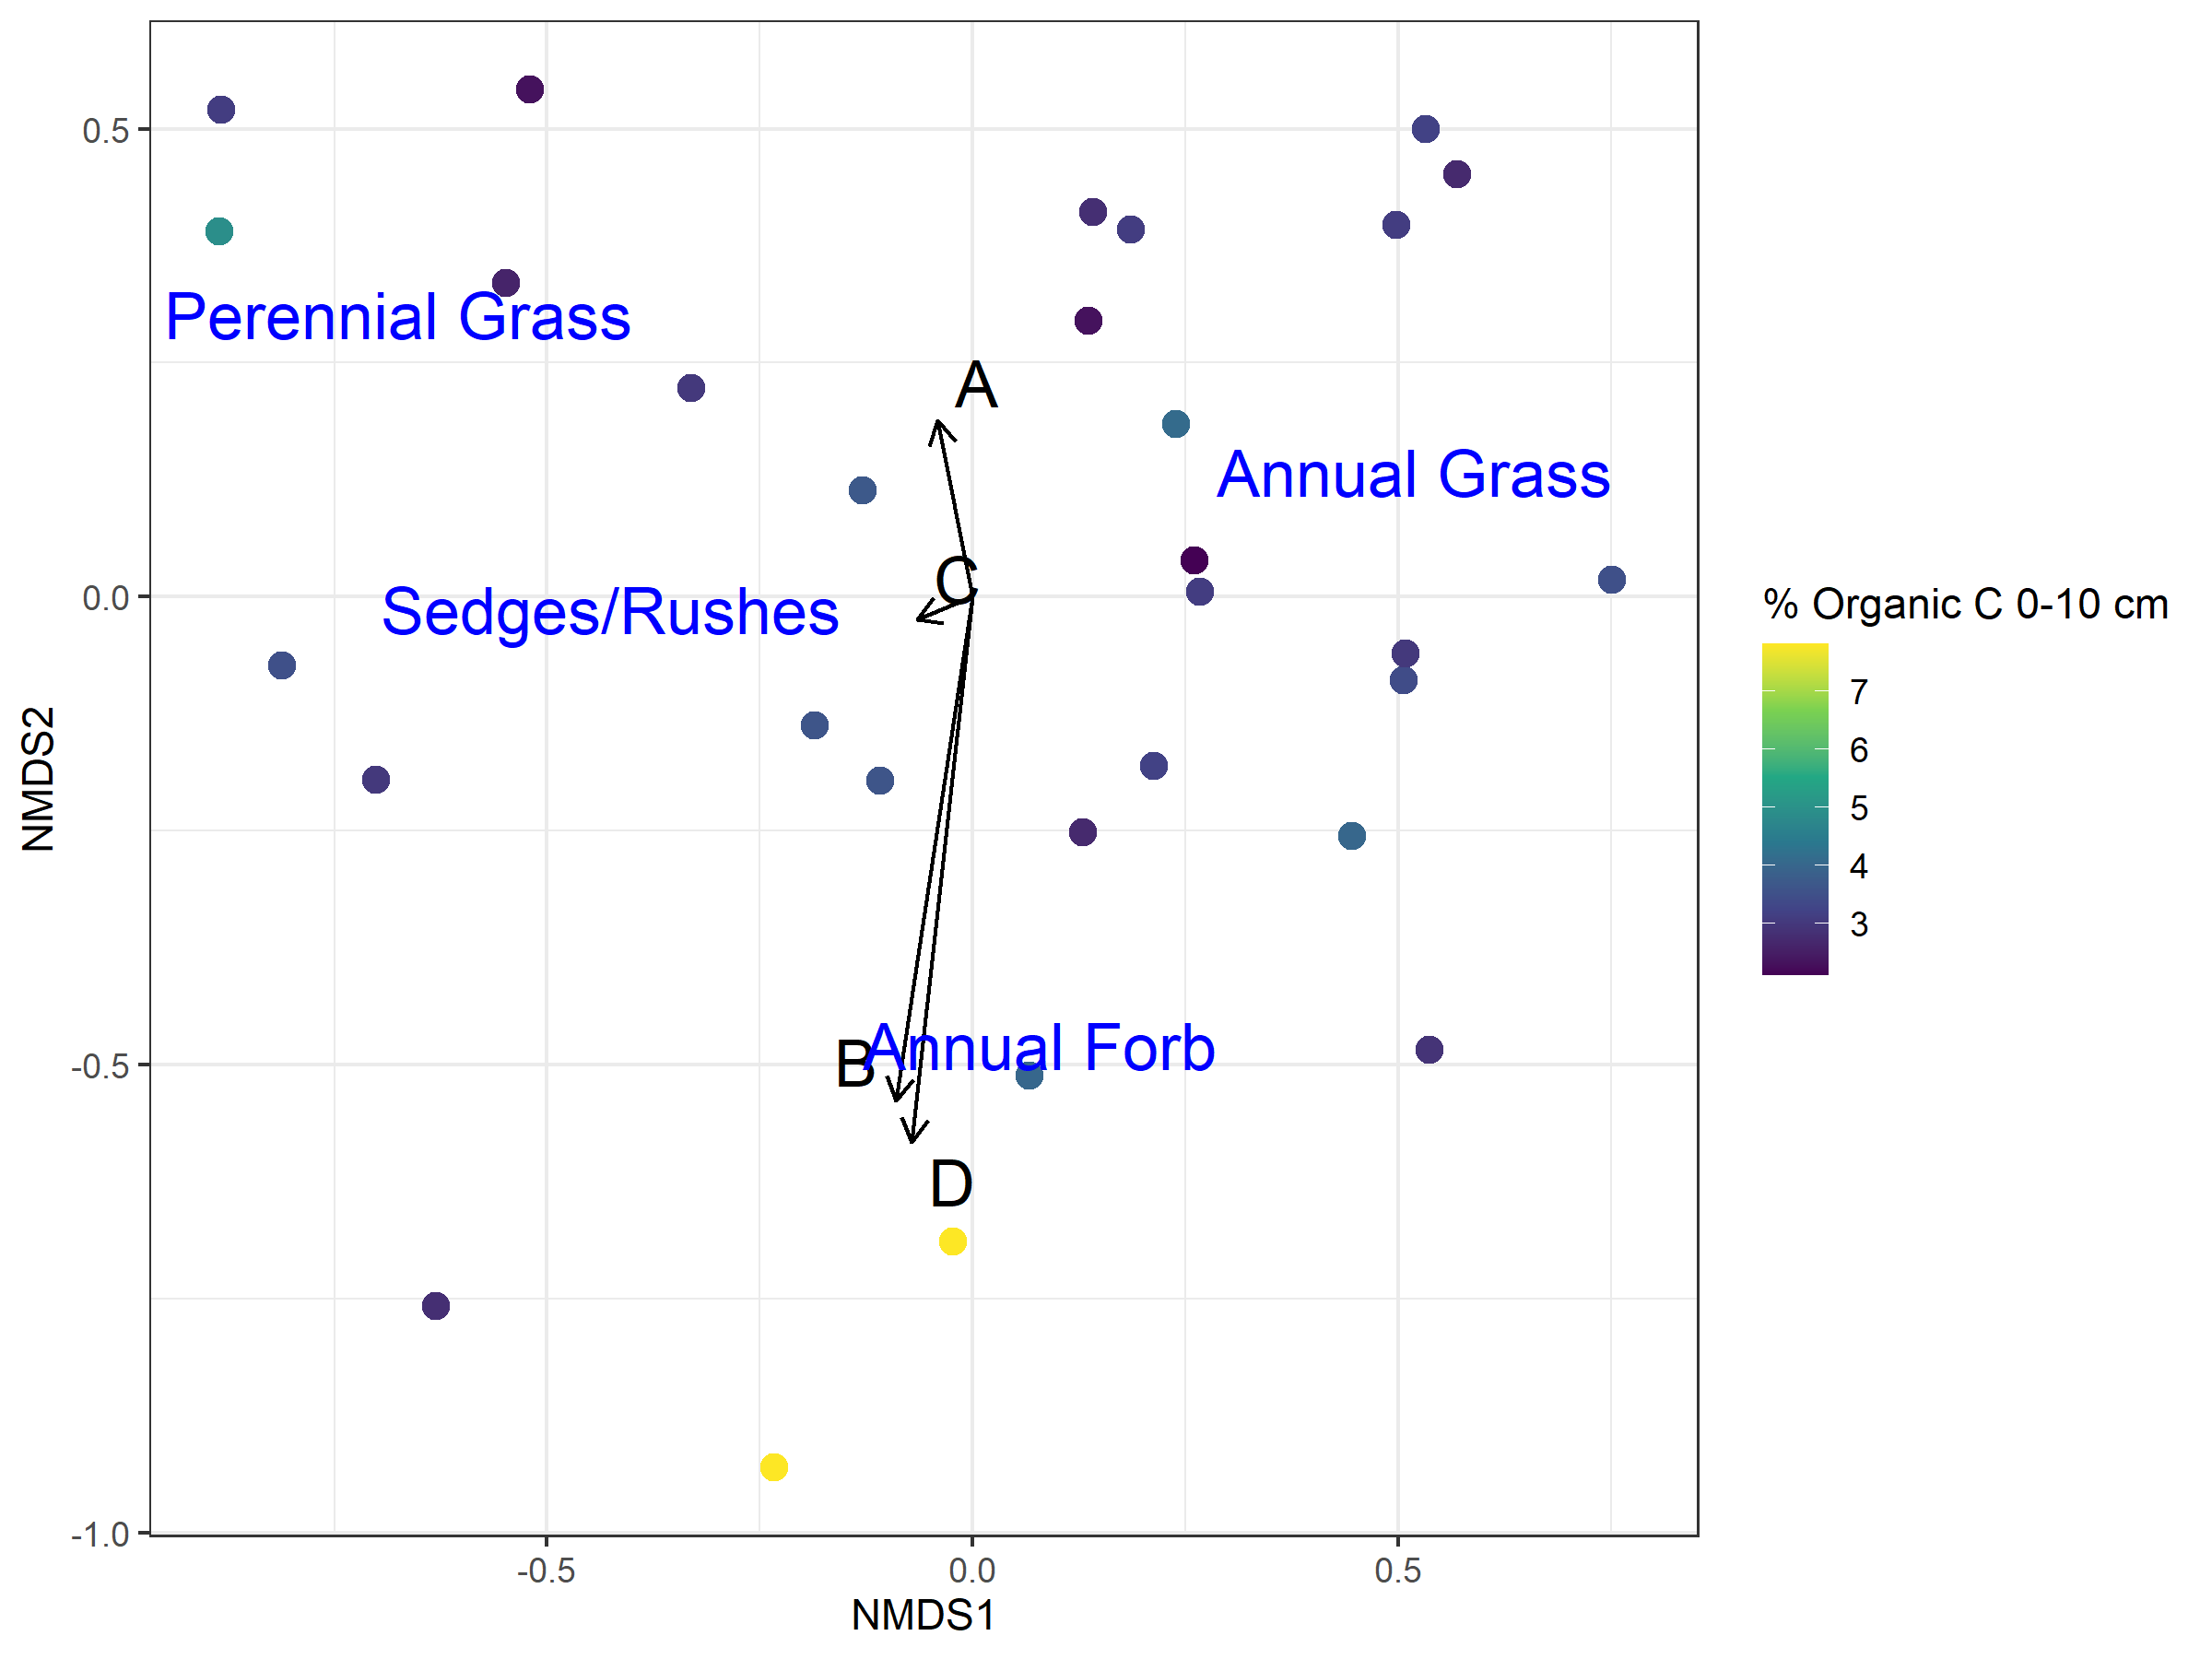 0.5
0.0
-0.5
-1.0
NMDS2
Perennial Grass
A
Annual Grass
C
Sedges/Rushes
B
Annual Forb
D
-0.5
0.0
0.5
NMDS1
% Organic C 0-10 cm
7
6
5
4
3